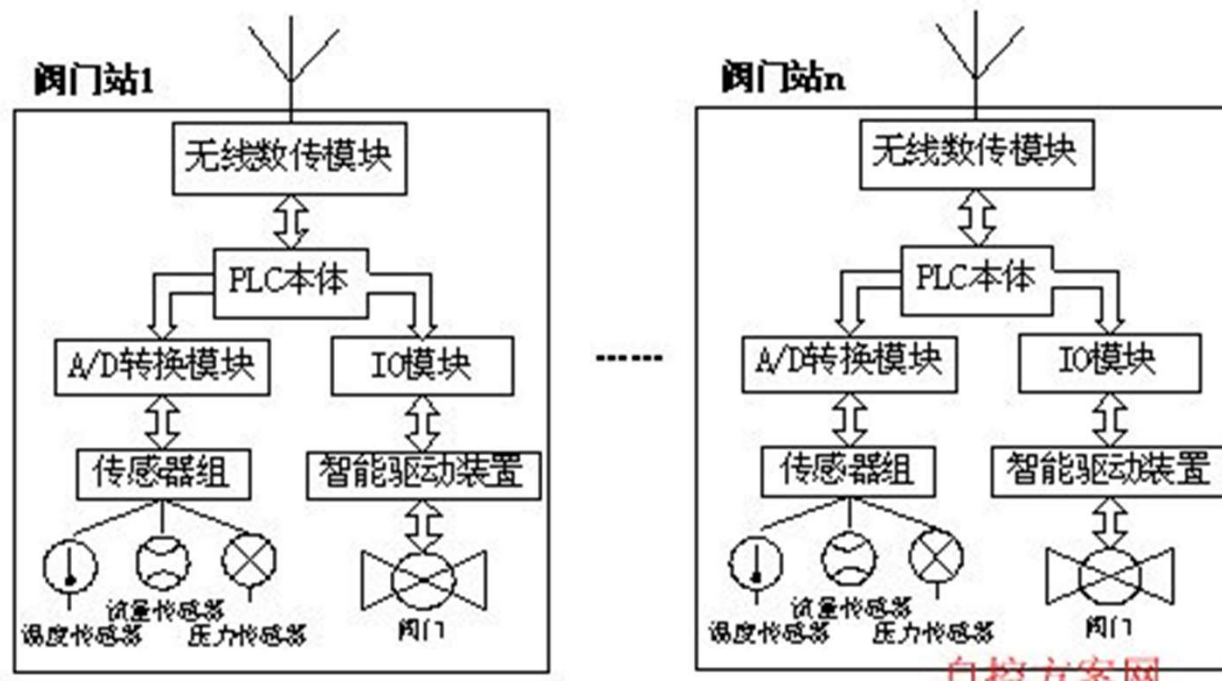 阀门站1
无线数传模块
PLC本体
A/D转换模块
IO模块
传感器组
智能驱动装置
流量传感器
温度传感器
压力传感器
阀门
……
阀门站n
无线数传模块
PLC本体
A/D转换模块
IO模块
传感器组
智能驱动装置
流量传感器
温度传感器
压力传感器
阀门
自控方案网